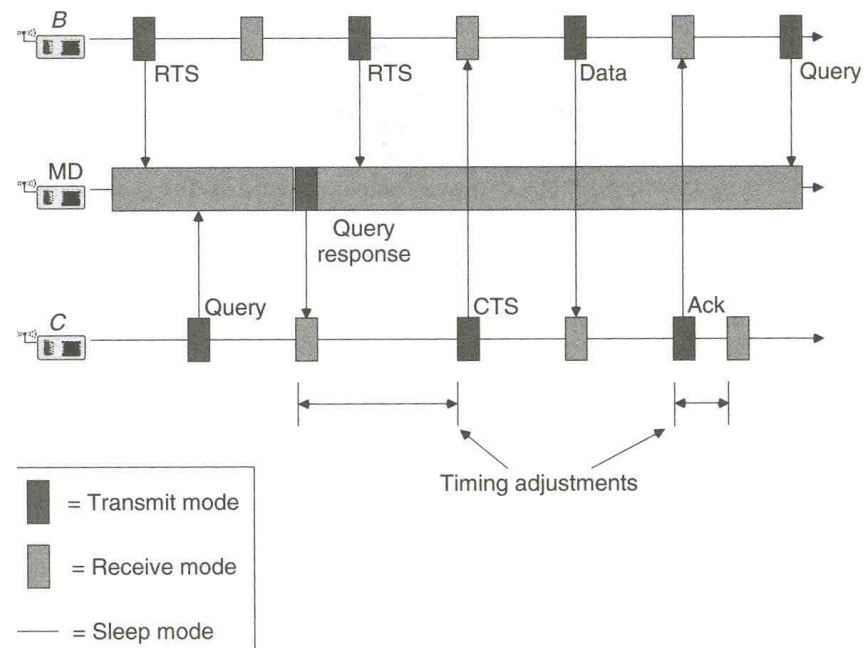 B
RTS
RTS
Data
Query
MD
Query
response
Query
C
CTS
Ack
Timing adjustments
= Transmit mode
= Receive mode
= Sleep mode